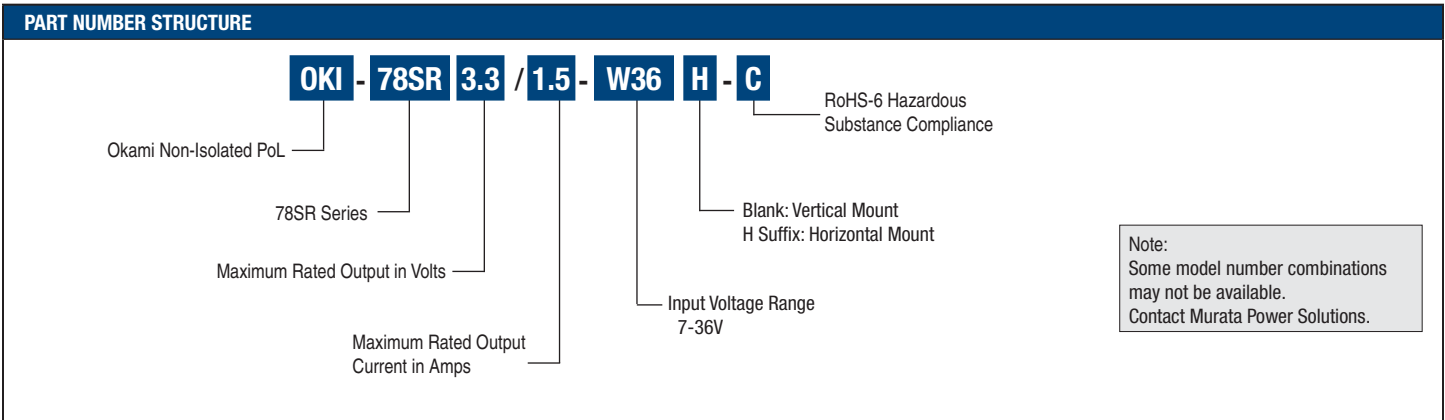 PART NUMBER STRUCTURE
OKI - 78SR 3.3 / 1.5 - W36 H - C
RoHS-6 Hazardous
Substance Compliance
Okami Non-Isolated PoL
78SR Series
Blank: Vertical Mount
H Suffix: Horizontal Mount
Maximum Rated Output in Volts
Input Voltage Range
7-36V
Maximum Rated Output
Current in Amps
Note:
Some model number combinations
may not be available.
Contact Murata Power Solutions.